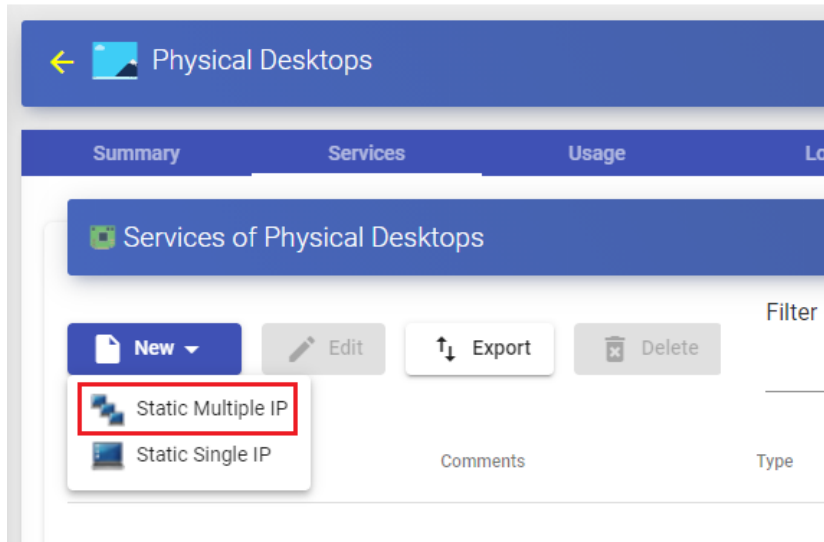 Physical Desktops
Summary Services Usage Lo
Services of Physical Desktops
Filter
New Edit Export Delete
Static Multiple IP
Static Single IP
Comments Type